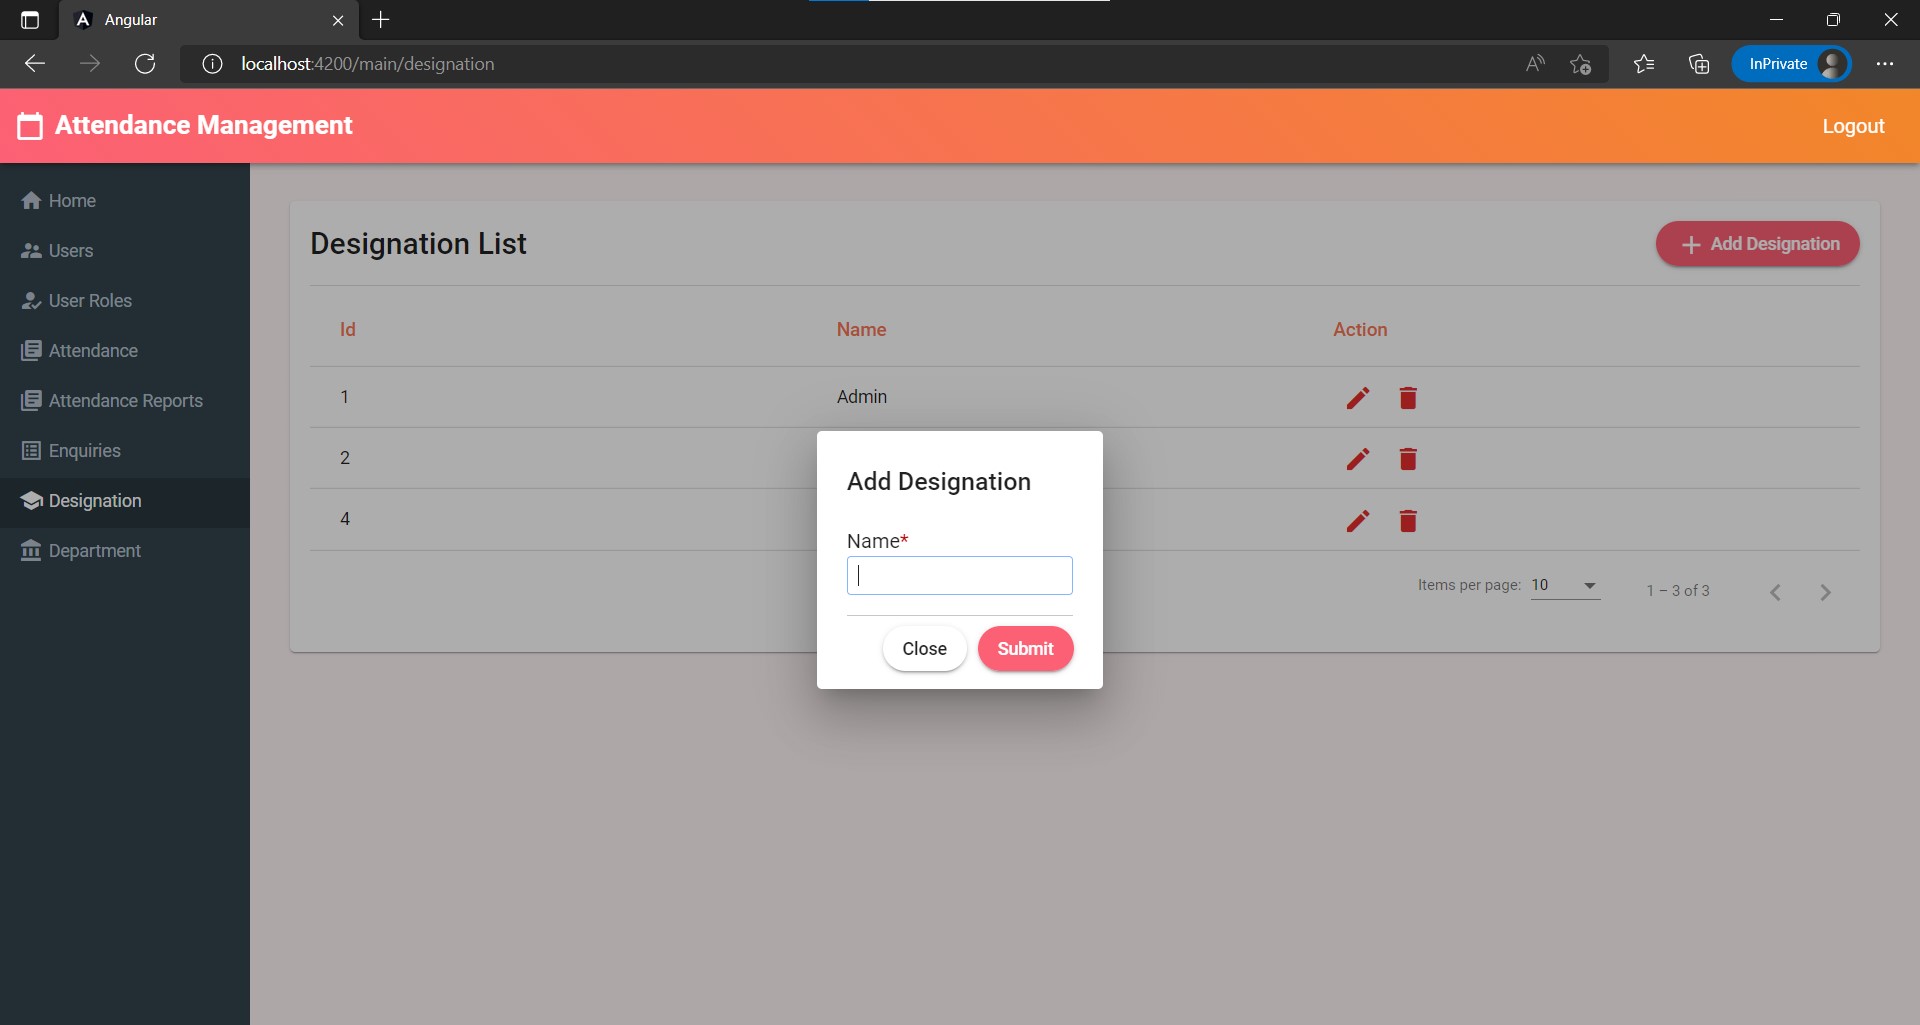 Angular
localhost:4200/main/designation
InPrivate
Attendance Management
Logout
Home
Users
User Roles
Attendance
Attendance Reports
Enquiries
Designation
Department
Designation List
Add Designation
Id Name Action
1 Admin
2
4
Items per page: 10 1 – 3 of 3
Add Designation
Name*
Close Submit